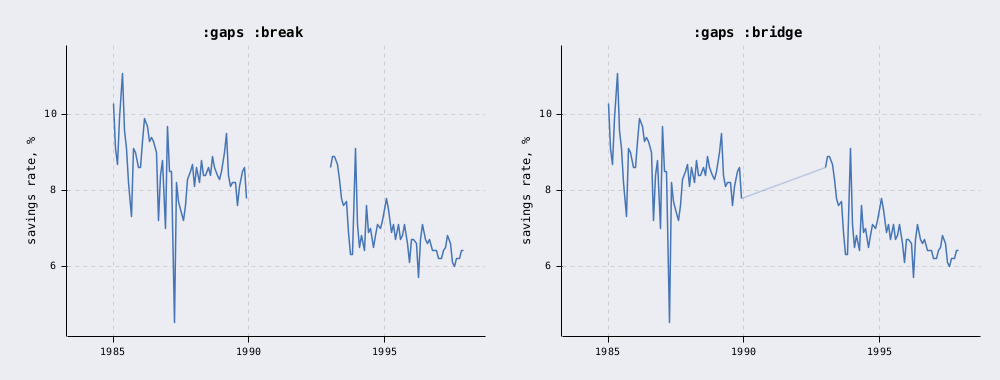 :gaps :break
savings rate, %
10
8
6
1985 1990 1995
:gaps :bridge
savings rate, %
10
8
6
1985 1990 1995